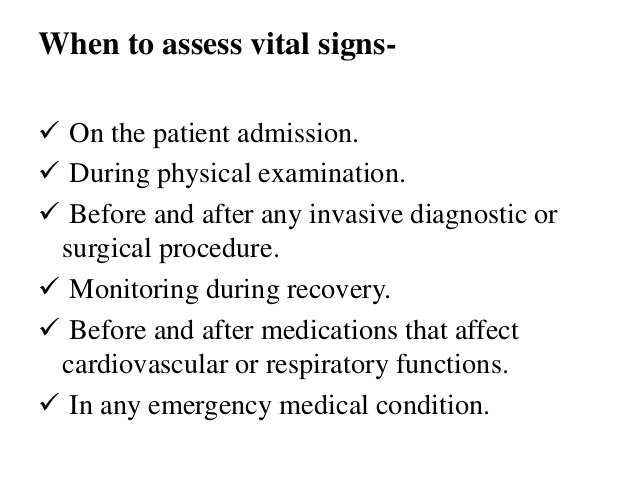 When to assess vital signs-
✓ On the patient admission.
✓ During physical examination.
✓ Before and after any invasive diagnostic or
surgical procedure.
✓ Monitoring during recovery.
✓ Before and after medications that affect
cardiovascular or respiratory functions.
✓ In any emergency medical condition.